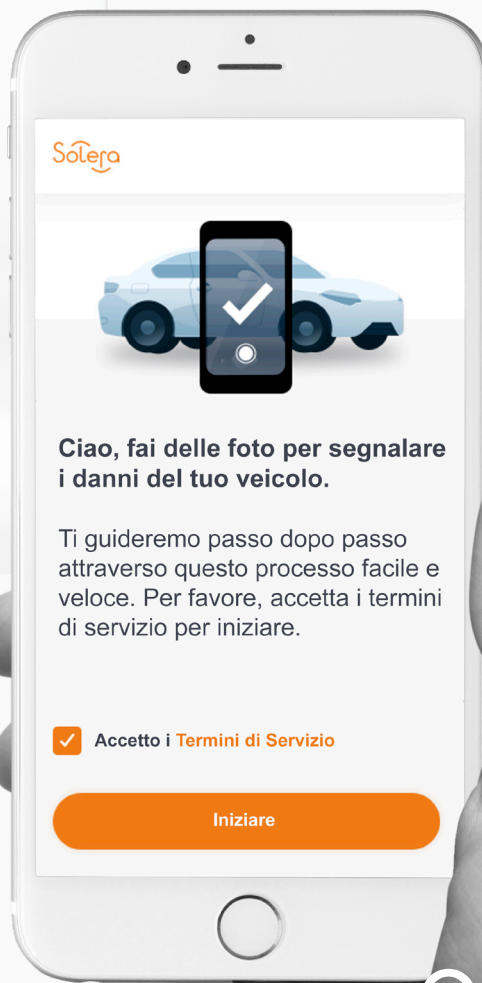 Solera
Ciao, fai delle foto per segnalare
i danni del tuo veicolo.
Ti guideremo passo dopo passo
attraverso questo processo facile e
veloce. Per favore, accetta i termini
di servizio per iniziare.
Accetto i Termini di Servizio
Iniziare